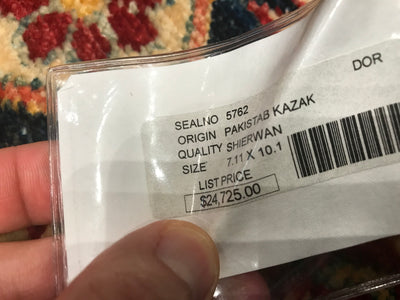 DOR
SEALNO 5762
ORIGIN PAKISTAB KAZAK
QUALITY SHIERWAN
SIZE 7.11 X 10.1
LIST PRICE
$24,725.00